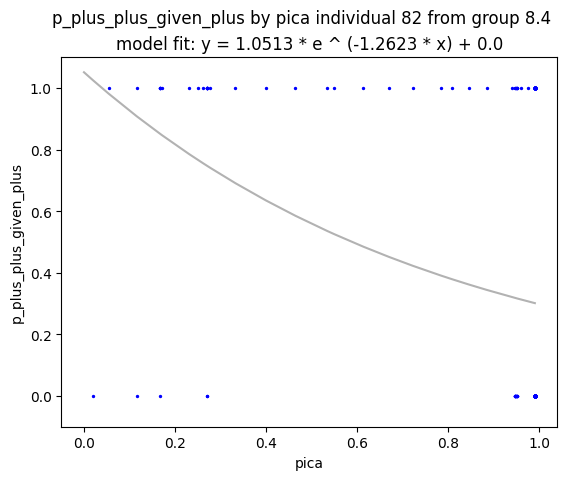 p_plus_plus_given_plus by pica individual 82 from group 8.4
model fit: y = 1.0513 * e ^ (-1.2623 * x) + 0.0
1.0
0.8
0.6
0.4
0.2
0.0
p_plus_plus_given_plus
0.0 0.2 0.4 0.6 0.8 1.0
pica